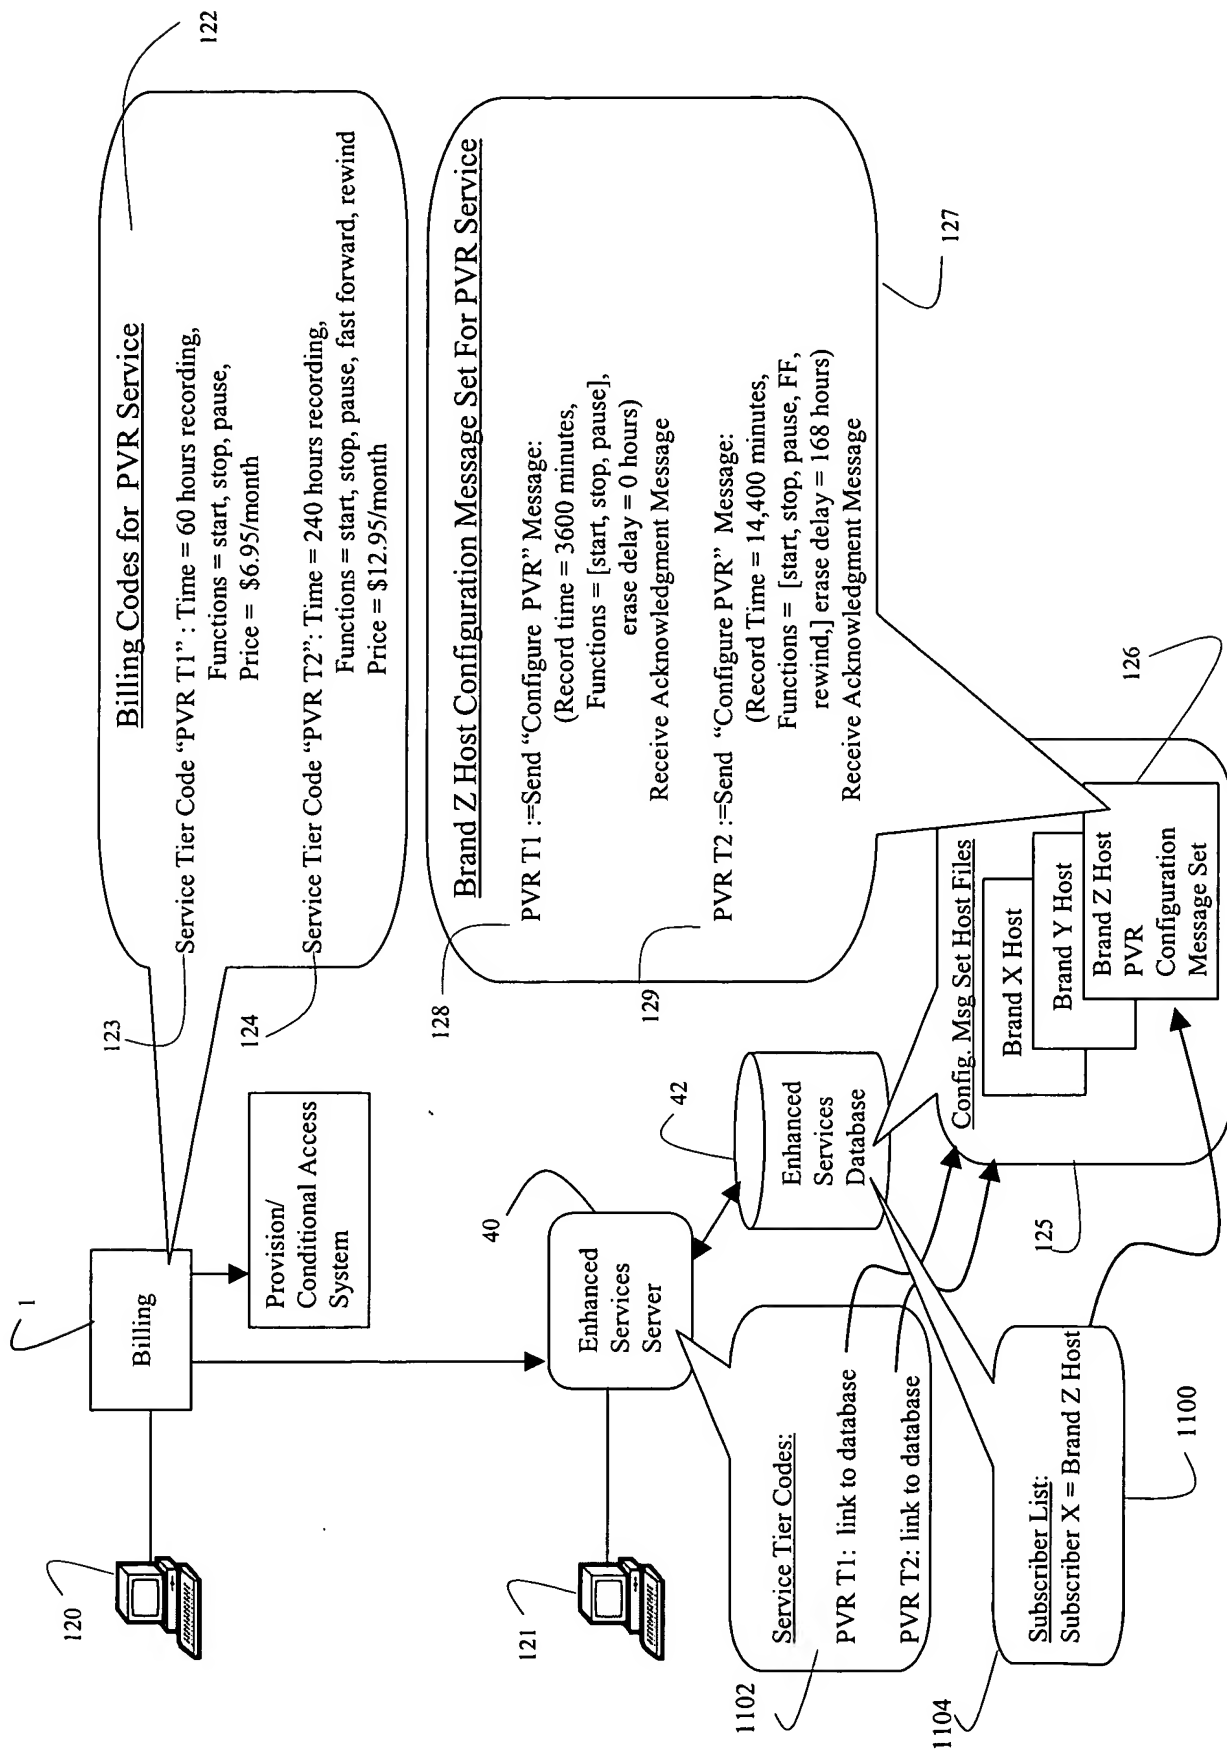 122
Billing Codes for PVR Service
123
Service Tier Code “PVR T1” : Time = 60 hours recording,
Functions = start, stop, pause,
Price = $6.95/month
124
Service Tier Code “PVR T2”: Time = 240 hours recording,
Functions = start, stop, pause, fast forward, rewind
Price = $12.95/month
1
Billing
Provision/
Conditional Access
System
120
Brand Z Host Configuration Message Set For PVR Service
128
PVR T1 :=Send “Configure PVR” Message:
(Record time = 3600 minutes,
Functions = [start, stop, pause],
erase delay = 0 hours)
Receive Acknowledgment Message
129
PVR T2 :=Send “Configure PVR” Message:
(Record Time = 14,400 minutes,
Functions = [start, stop, pause, FF,
rewind,] erase delay = 168 hours)
Receive Acknowledgment Message
127
40
Enhanced
Services
Server
42
Enhanced
Services
Database
121
Service Tier Codes:
PVR T1: link to database
PVR T2: link to database
1102
Config. Msg Set Host Files
Brand X Host
Brand Y Host
Brand Z Host
PVR
Configuration
Message Set
126
125
Subscriber List:
Subscriber X = Brand Z Host
1104
1100